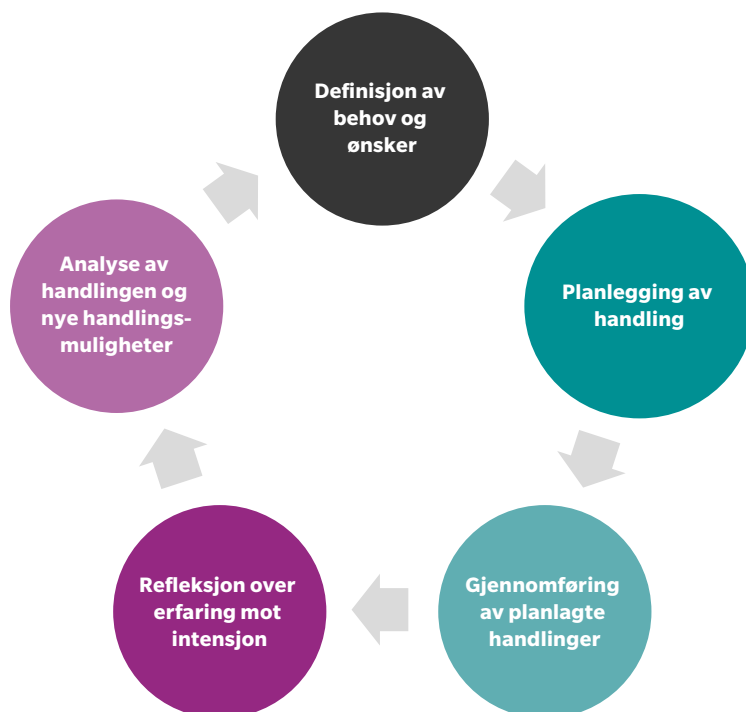 Definisjon av
behov og
ønsker
Planlegging av
handling
Gjennomføring
av planlagte
handlinger
Refleksjon over
erfaring mot
intensjon
Analyse av
handlingen og
nye handlings-
muligheter